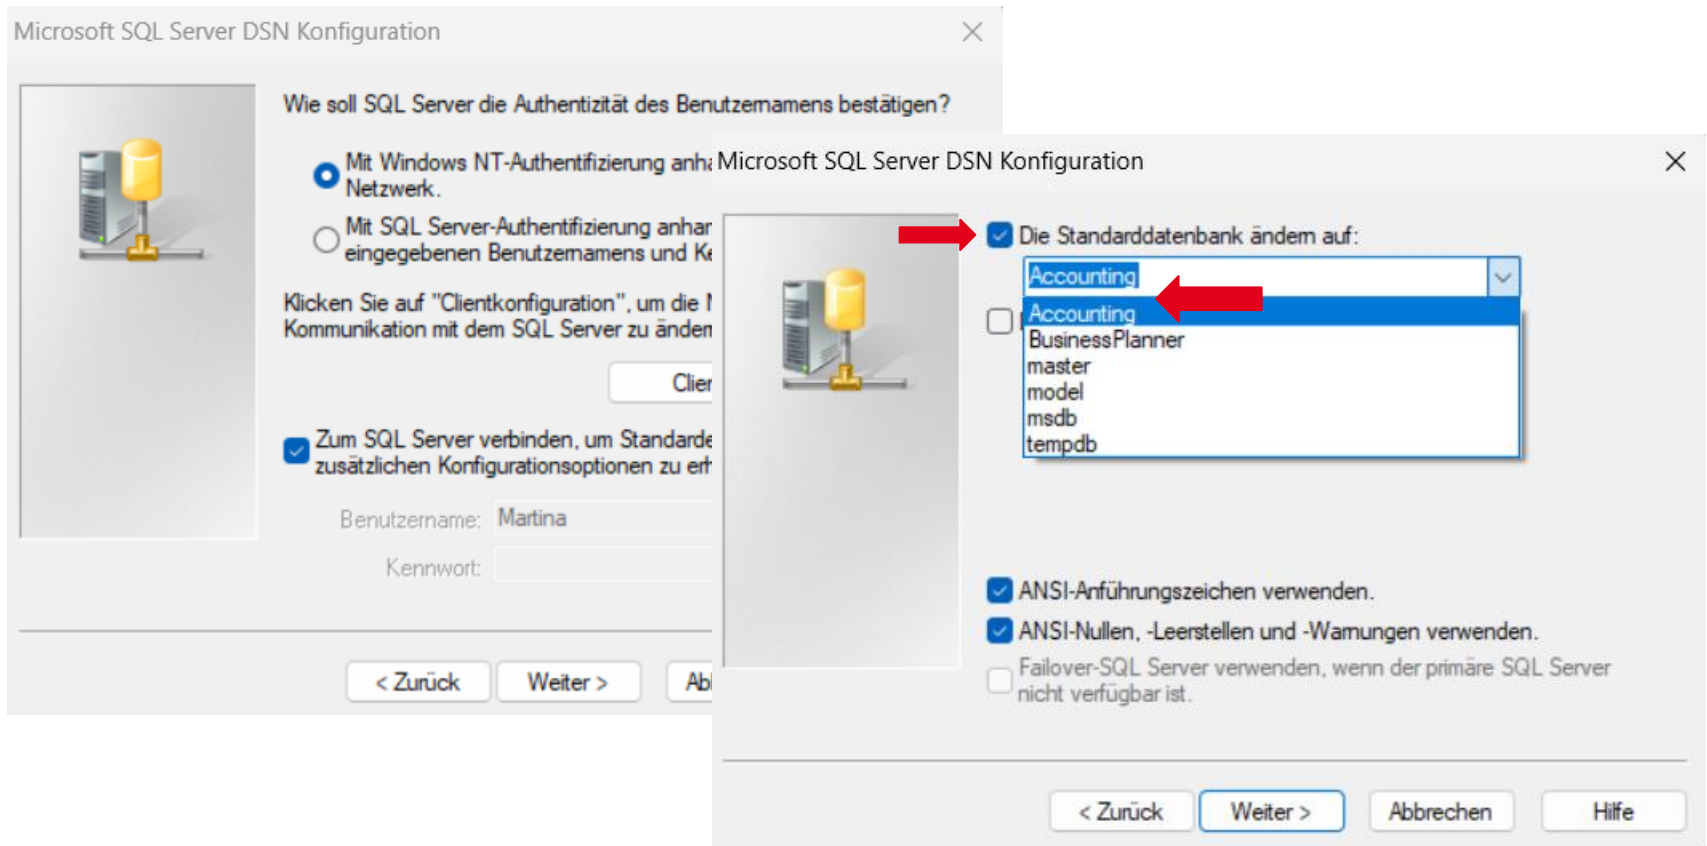 Microsoft SQL Server DSN Konfiguration
Wie soll SQL Server die Authentizität des Benutzernamens bestätigen?
Mit Windows NT-Authentifizierung anha
Netzwerk.
Mit SQL Server-Authentifizierung anhar
eingegebenen Benutzernamens und Ke
Klicken Sie auf "Clientkonfiguration", um die
Kommunikation mit dem SQL Server zu ändern
Clien
Zum SQL Server verbinden, um Standarde
zusätzlichen Konfigurationsoptionen zu erh
Benutzername: Martina
Kennwort:
< Zurück
Weiter >
Ab
Microsoft SQL Server DSN Konfiguration
Die Standarddatenbank ändern auf:
Accounting
Accounting
BusinessPlanner
master
model
msdb
tempdb
ANSI-Anführungszeichen verwenden.
ANSI-Nullen, -Leerstellen und -Warnungen verwenden.
Failover-SQL Server verwenden, wenn der primäre SQL Server
nicht verfügbar ist.
< Zurück
Weiter >
Abbrechen
Hilfe